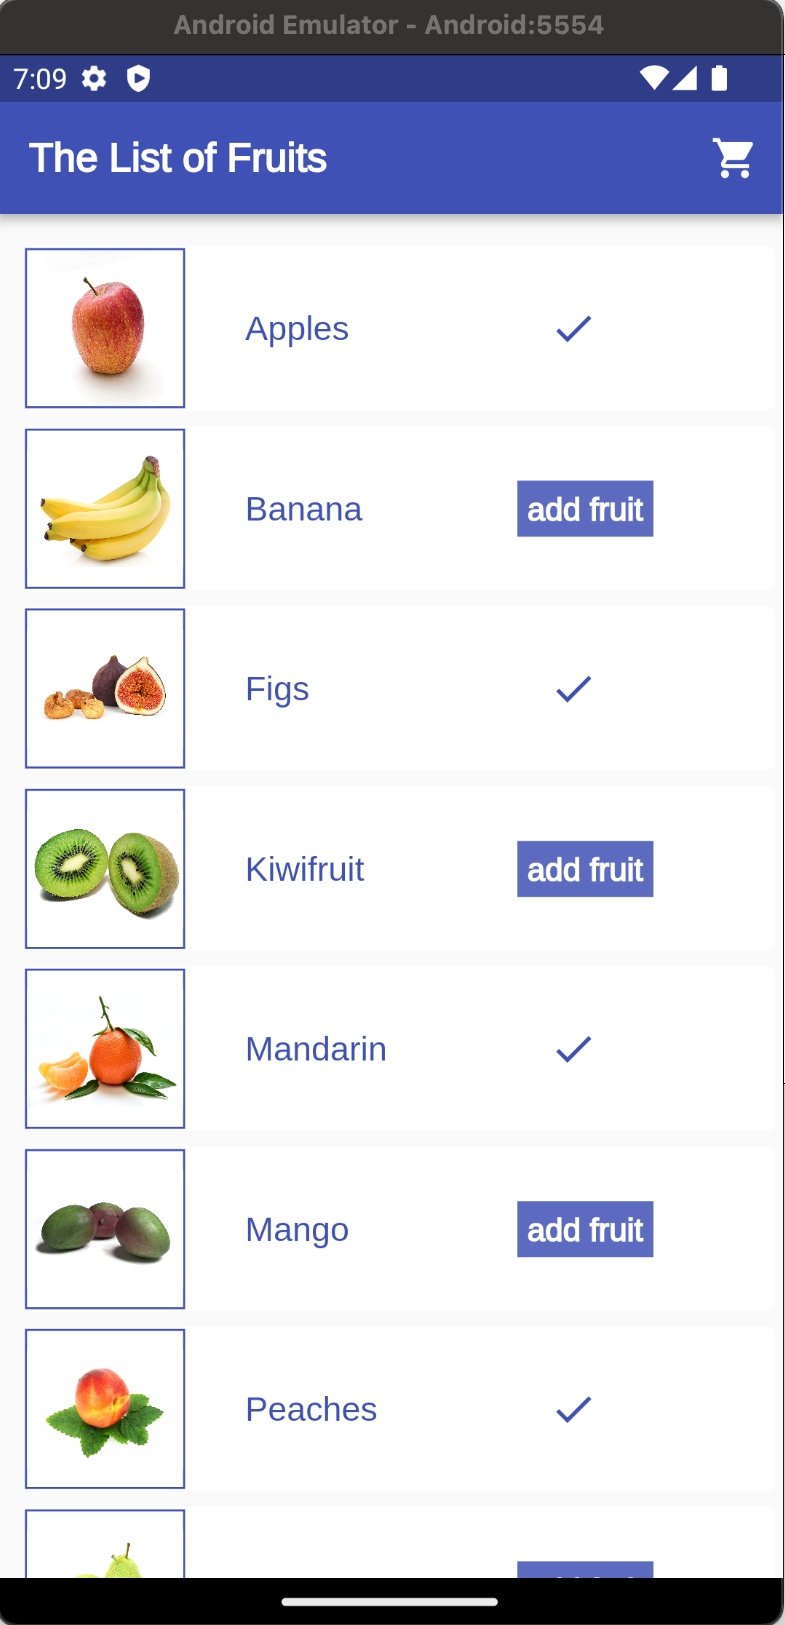 Android Emulator - Android:5554
7:09
The List of Fruits
Apples
Banana add fruit
Figs
Kiwifruit add fruit
Mandarin
Mango add fruit
Peaches